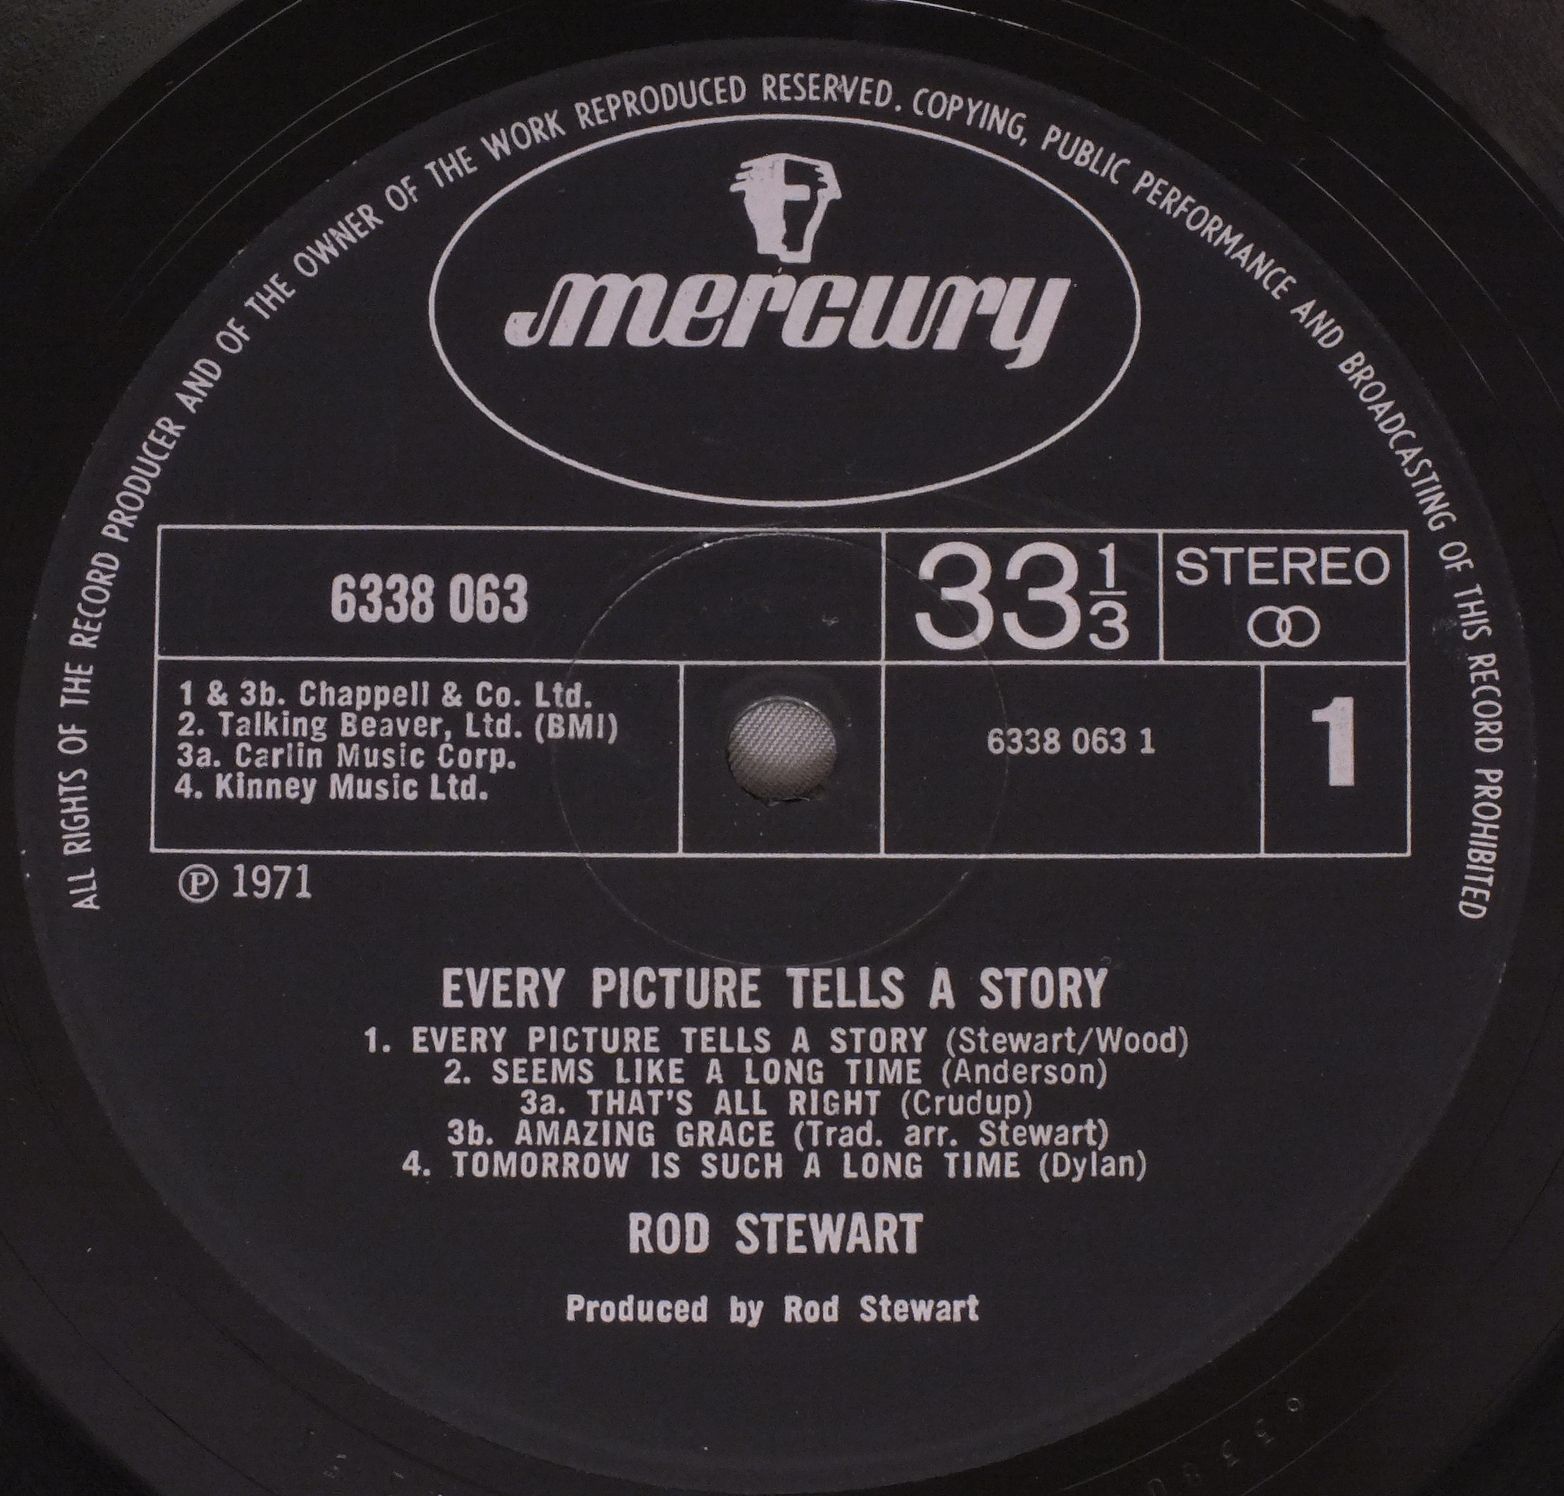 ALL RIGHTS OF THE RECORD PRODUCER AND OF THE OWNER OF THE WORK REPRODUCED RESERVED. COPYING, PUBLIC PERFORMANCE AND BROADCASTING OF THIS RECORD PROHIBITED
mercury
6338 063
33 1/3
STEREO
1 & 3b. Chappell & Co. Ltd.
2. Talking Beaver, Ltd. (BMI)
3a. Carlin Music Corp.
4. Kinney Music Ltd.
6338 063 1
1
℗ 1971
EVERY PICTURE TELLS A STORY
1. EVERY PICTURE TELLS A STORY (Stewart/Wood)
2. SEEMS LIKE A LONG TIME (Anderson)
3a. THAT'S ALL RIGHT (Crudup)
3b. AMAZING GRACE (Trad. arr. Stewart)
4. TOMORROW IS SUCH A LONG TIME (Dylan)
ROD STEWART
Produced by Rod Stewart